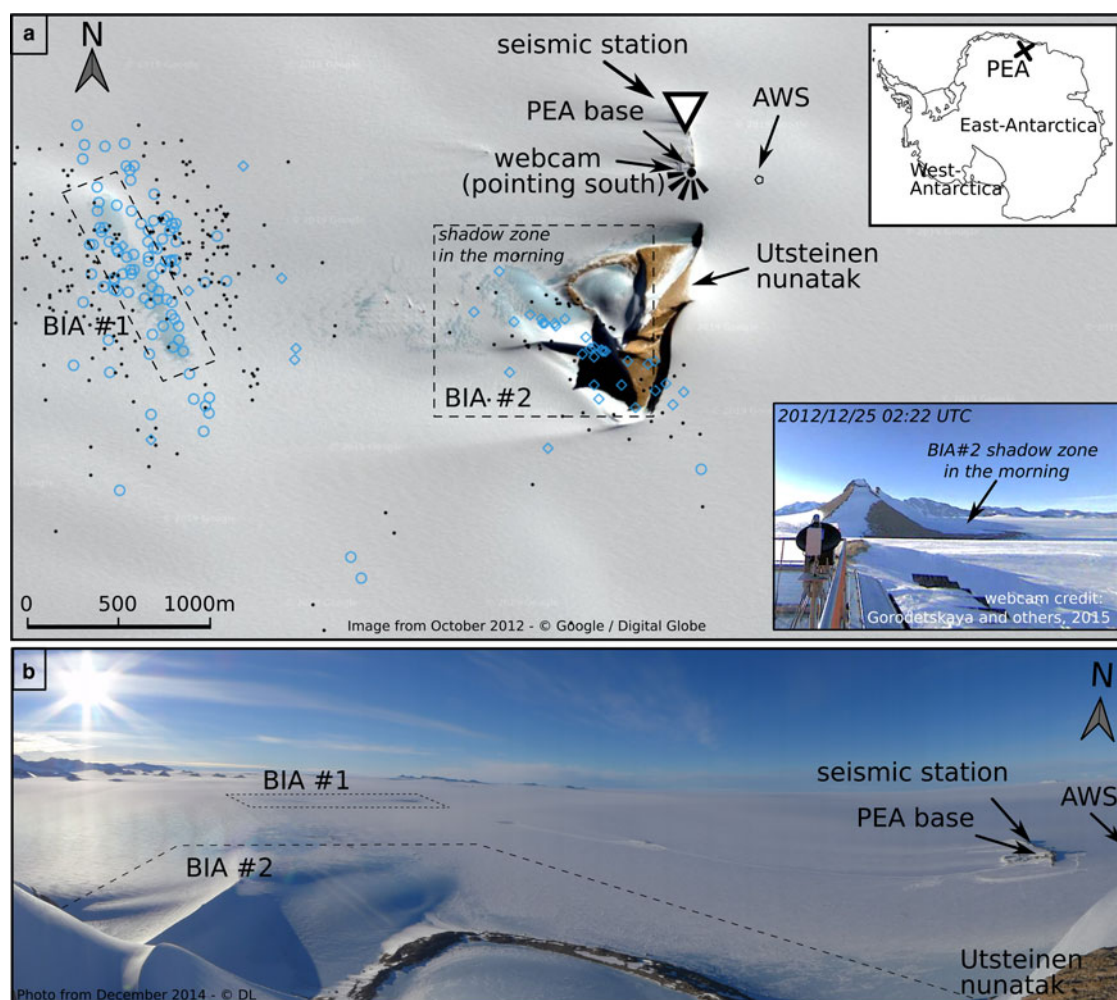 a
N
seismic station
PEA base
AWS
webcam
(pointing south)
shadow zone
in the morning
Utsteinen
nunatak
BIA #1
BIA #2
0 500 1000m
Image from October 2012 - © Google / Digital Globe
PEA
East-Antarctica
West-
Antarctica
2012/12/25 02:22 UTC
BIA#2 shadow zone
in the morning
webcam credit:
Gorodetskaya and others, 2015
b
N
BIA #1
seismic station
PEA base
AWS
BIA #2
Utsteinen
nunatak
Photo from December 2014 - © DL